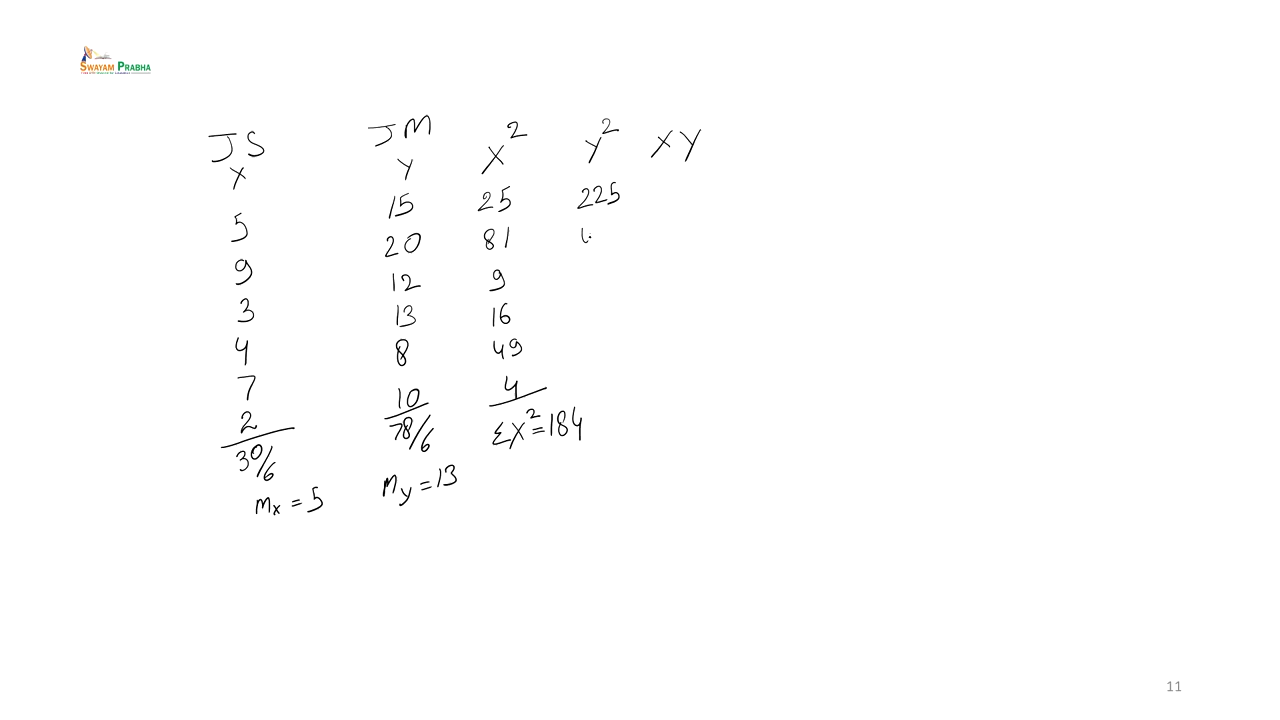 SWAYAM PRABHA
JS JM X² Y² XY
X Y
5 15 25 225
9 20 81
3 12 9
4 13 16
7 8 49
2 10 4
30/6 78/6 ΣX² = 184
Mx = 5 My = 13
11